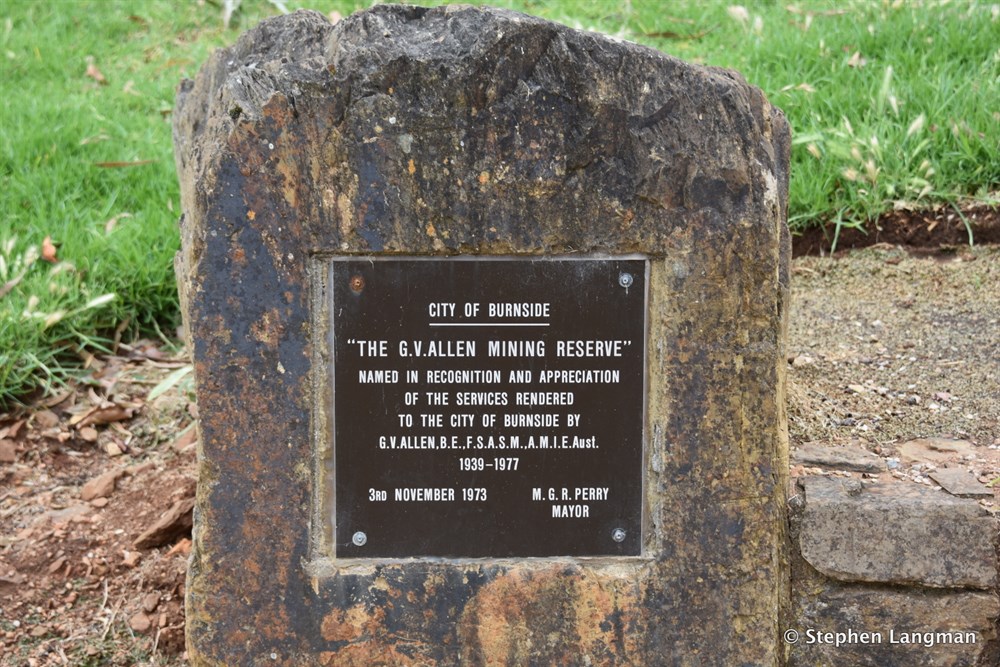 CITY OF BURNSIDE
“THE G.V.ALLEN MINING RESERVE”
NAMED IN RECOGNITION AND APPRECIATION
OF THE SERVICES RENDERED
TO THE CITY OF BURNSIDE BY
G.V.ALLEN,B.E.,F.S.A.S.M.,A.M.I.E.Aust.
1939–1977
3RD NOVEMBER 1973 M. G. R. PERRY
MAYOR
© Stephen Langman